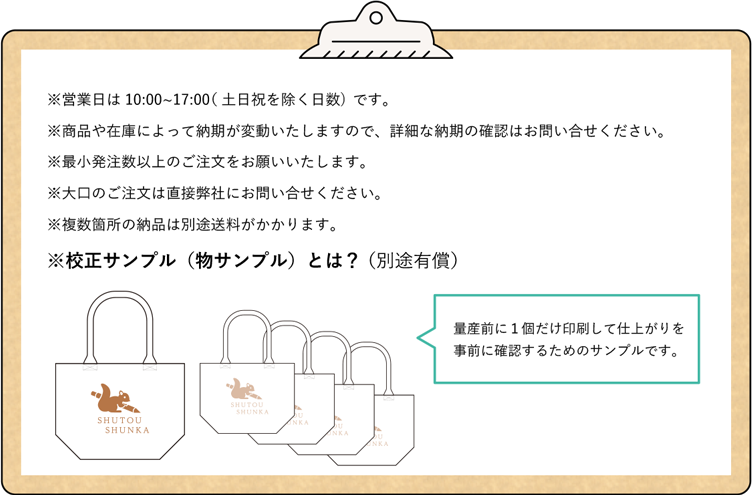 ※営業日は 10:00~17:00( 土日祝を除く日数) です。
※商品や在庫によって納期が変動いたしますので、詳細な納期の確認はお問い合せください。
※最小発注数以上のご注文をお願いいたします。
※大口のご注文は直接弊社にお問い合せください。
※複数箇所の納品は別途送料がかかります。
※校正サンプル（物サンプル）とは？（別途有償）
量産前に１個だけ印刷して仕上がりを
事前に確認するためのサンプルです。
SHUTOU
SHUNKA
SHUTOU
SHUNKA
OU
NKA
OU
NKA
OU
NKA